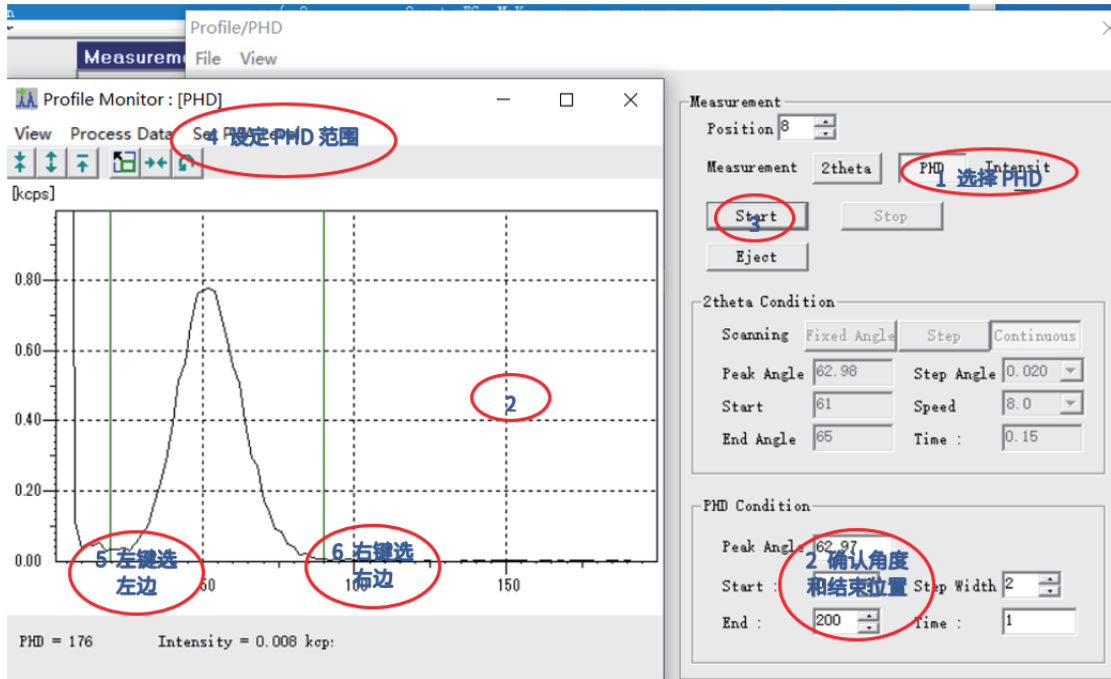 Profile/PHD
Measurem File View
Profile Monitor : [PHD]
View Process Data Se
4 设定 PHD 范围
[kcps]
0.80
0.60
0.40
0.20
0.00
50 100 150
2
5 左键选
左边
6 右键选
右边
PHD = 176 Intensity = 0.008 kcp:
Measurement
Position 8
Measurement 2theta PHD Intensit
1 选择 PHD
Start Stop
3
Eject
2theta Condition
Scanning Fixed Angle Step Continuous
Peak Angle 62.98 Step Angle 0.020
Start 61 Speed 8.0
End Angle 65 Time : 0.15
PHD Condition
Peak Angle 62.97
2 确认角度
和结束位置
Start : Step Width 2
End : 200 Time : 1